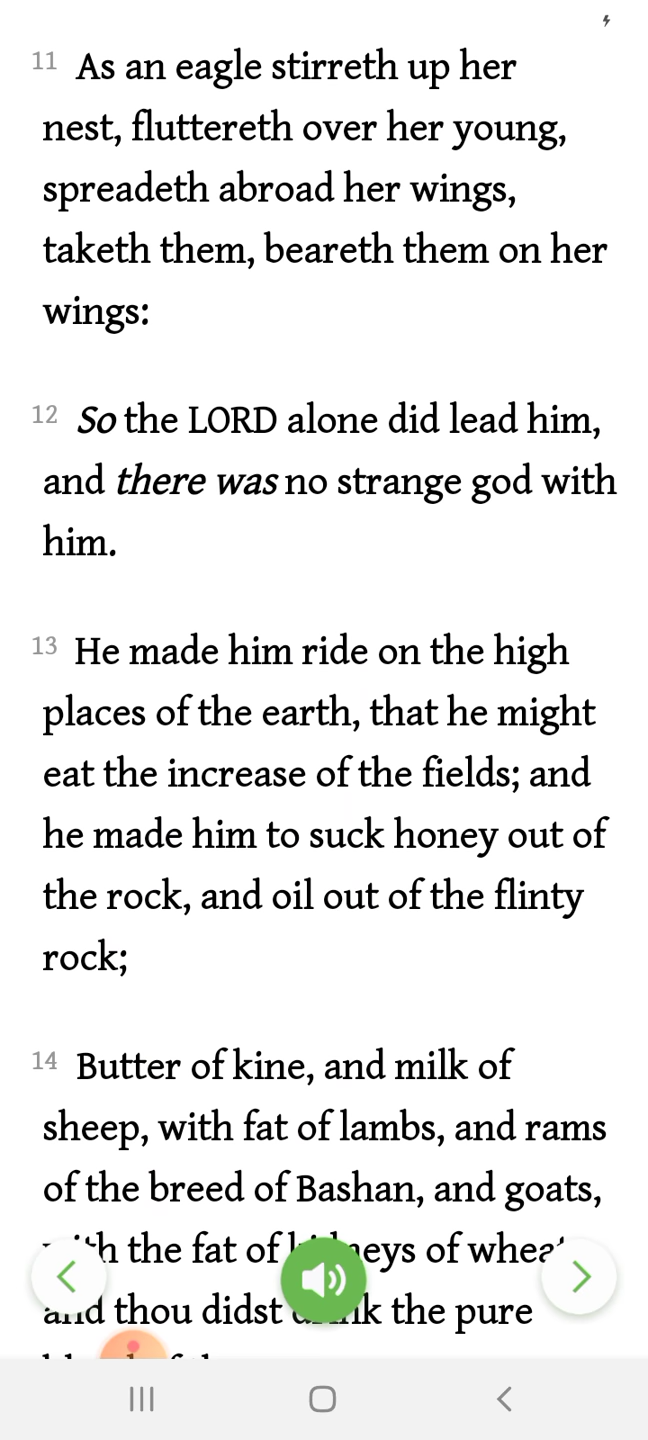 11 As an eagle stirreth up her
nest, fluttereth over her young,
spreadeth abroad her wings,
taketh them, beareth them on her
wings:
12 So the LORD alone did lead him,
and there was no strange god with
him.
13 He made him ride on the high
places of the earth, that he might
eat the increase of the fields; and
he made him to suck honey out of
the rock, and oil out of the flinty
rock;
14 Butter of kine, and milk of
sheep, with fat of lambs, and rams
of the breed of Bashan, and goats,
the fat of of
and thou didst the pure